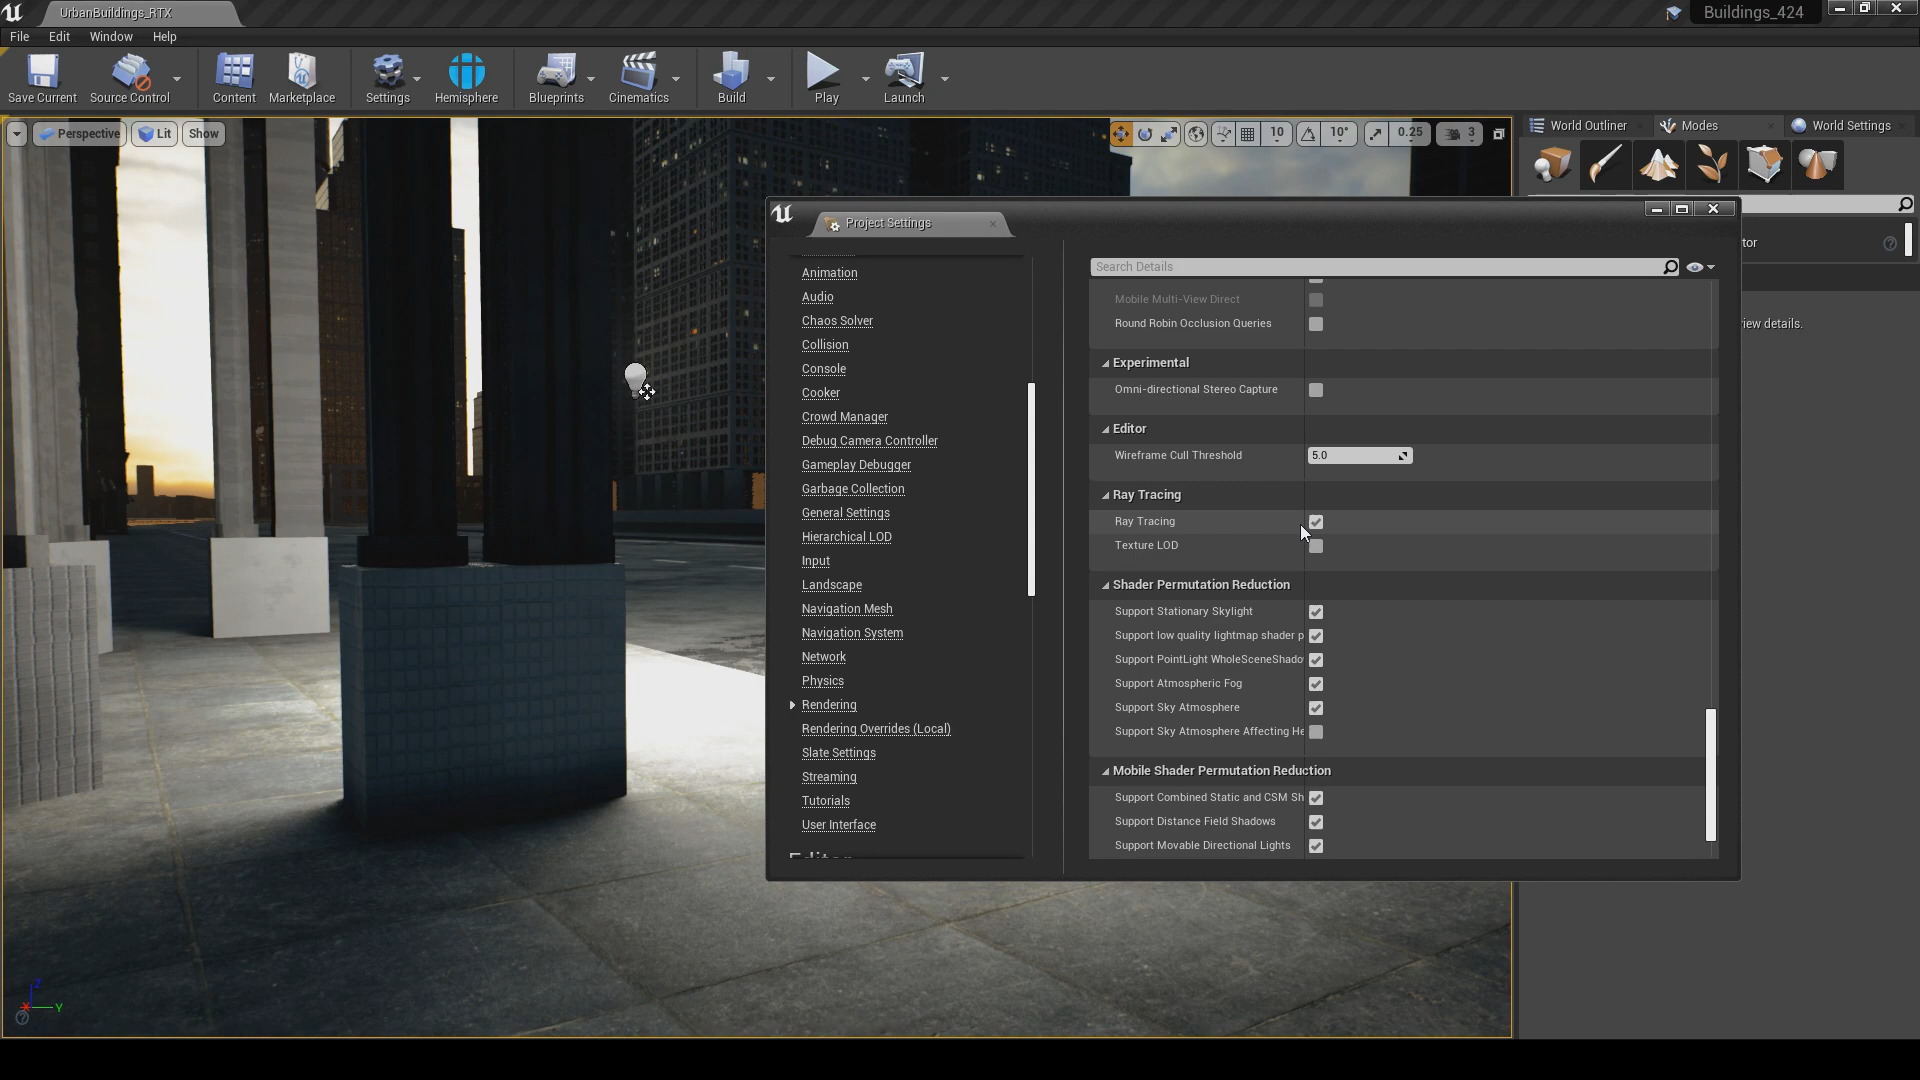 UrbanBuildings_RTX
Buildings_424
File Edit Window Help
Save Current Source Control Content Marketplace Settings Hemisphere Blueprints Cinematics Build Play Launch
Perspective Lit Show
10 10° 0.25 3
World Outliner Modes World Settings
Project Settings
tor
Search Details
Animation
Audio
Chaos Solver
Collision
Console
Cooker
Crowd Manager
Debug Camera Controller
Gameplay Debugger
Garbage Collection
General Settings
Hierarchical LOD
Input
Landscape
Navigation Mesh
Navigation System
Network
Physics
Rendering
Rendering Overrides (Local)
Slate Settings
Streaming
Tutorials
User Interface
Mobile Multi-View Direct
Round Robin Occlusion Queries
Experimental
Omni-directional Stereo Capture
Editor
Wireframe Cull Threshold 5.0
Ray Tracing
Ray Tracing
Texture LOD
Shader Permutation Reduction
Support Stationary Skylight
Support low quality lightmap shader p
Support PointLight WholeSceneShado
Support Atmospheric Fog
Support Sky Atmosphere
Support Sky Atmosphere Affecting He
Mobile Shader Permutation Reduction
Support Combined Static and CSM Sh
Support Distance Field Shadows
Support Movable Directional Lights
iew details.
Z
X Y